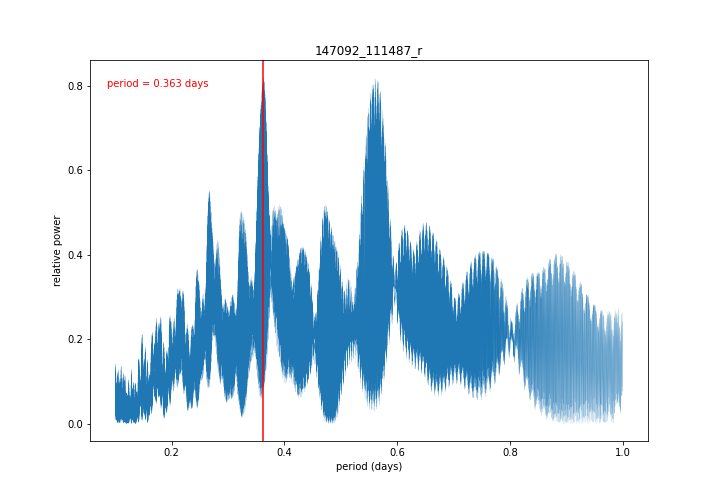 147092_111487_r
period = 0.363 days
relative power
0.8
0.6
0.4
0.2
0.0
0.2 0.4 0.6 0.8 1.0
period (days)